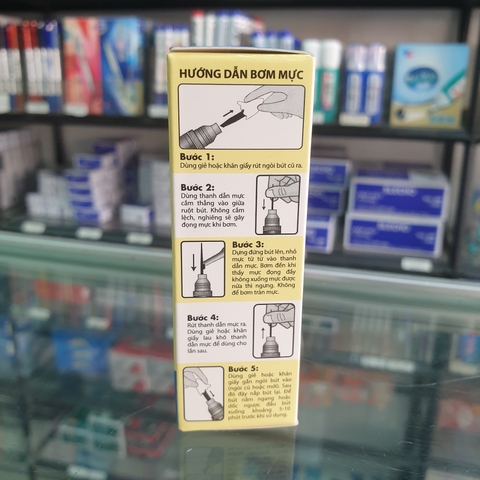 HƯỚNG DẪN BƠM MỰC
Bước 1:
Dùng giẻ hoặc khăn giấy rút ngòi bút cũ ra.
Bước 2:
Dùng thanh dẫn mực
cắm thẳng vào giữa
ruột bút. Không cắm
lệch, nghiêng sẽ gây
đọng mực khi bơm.
Bước 3:
Dựng đứng bút lên, nhỏ
mực từ từ vào thanh
dẫn mực. Bơm đến khi
thấy mực đọng đầy
không xuống mực được
nữa thì ngưng. Không
để bơm tràn mực.
Bước 4:
Rút thanh dẫn mực ra.
Dùng giẻ hoặc khăn
giấy lau khô thanh
dẫn mực để dùng cho
lần sau.
Bước 5:
Dùng giẻ hoặc khăn
giấy gắn ngòi bút vào
(ngòi cũ hoặc mới). Sau
đó đậy nắp bút lại. Để
bút nằm ngang hoặc
dốc ngược đầu bút
xuống khoảng 5-10
phút trước khi sử dụng.